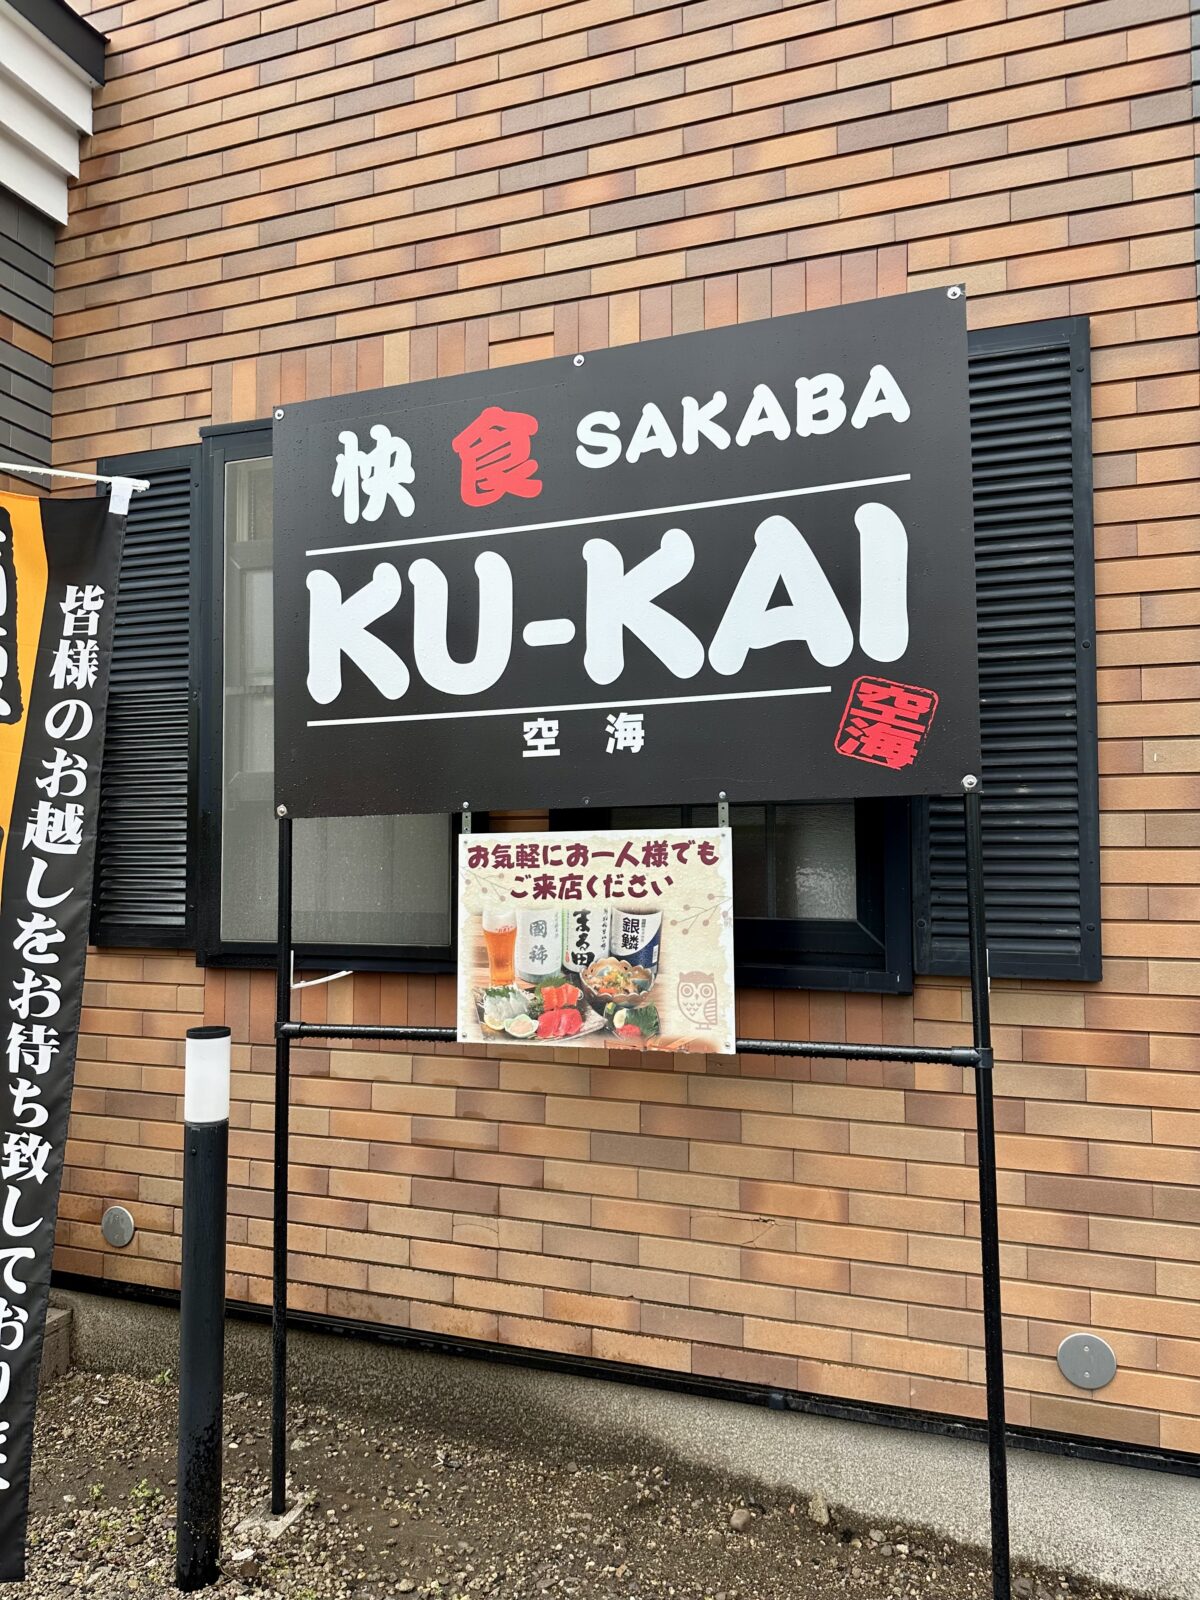 快食 SAKABA
KU-KAI
空海
空海
お気軽にお一人様でも
ご来店ください
國稀
まる田
銀鱗
皆様のお越しをお待ち致しております